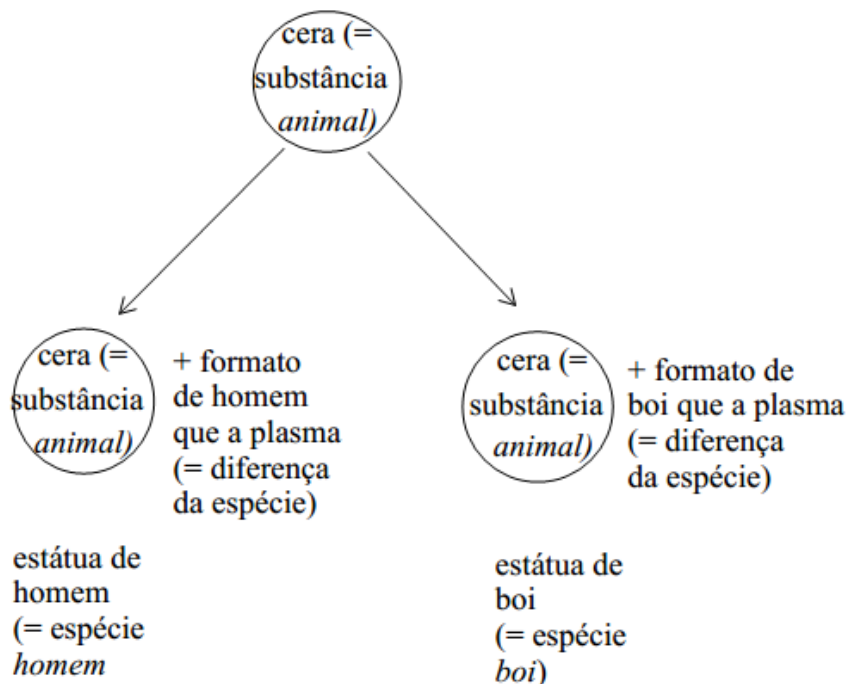 cera (=
substância
animal)
cera (=
substância
animal)
+ formato
de homem
que a plasma
(= diferença
da espécie)
estátua de
homem
(= espécie
homem
cera (=
substância
animal)
+ formato de
boi que a plasma
(= diferença
da espécie)
estátua de
boi
(= espécie
boi)